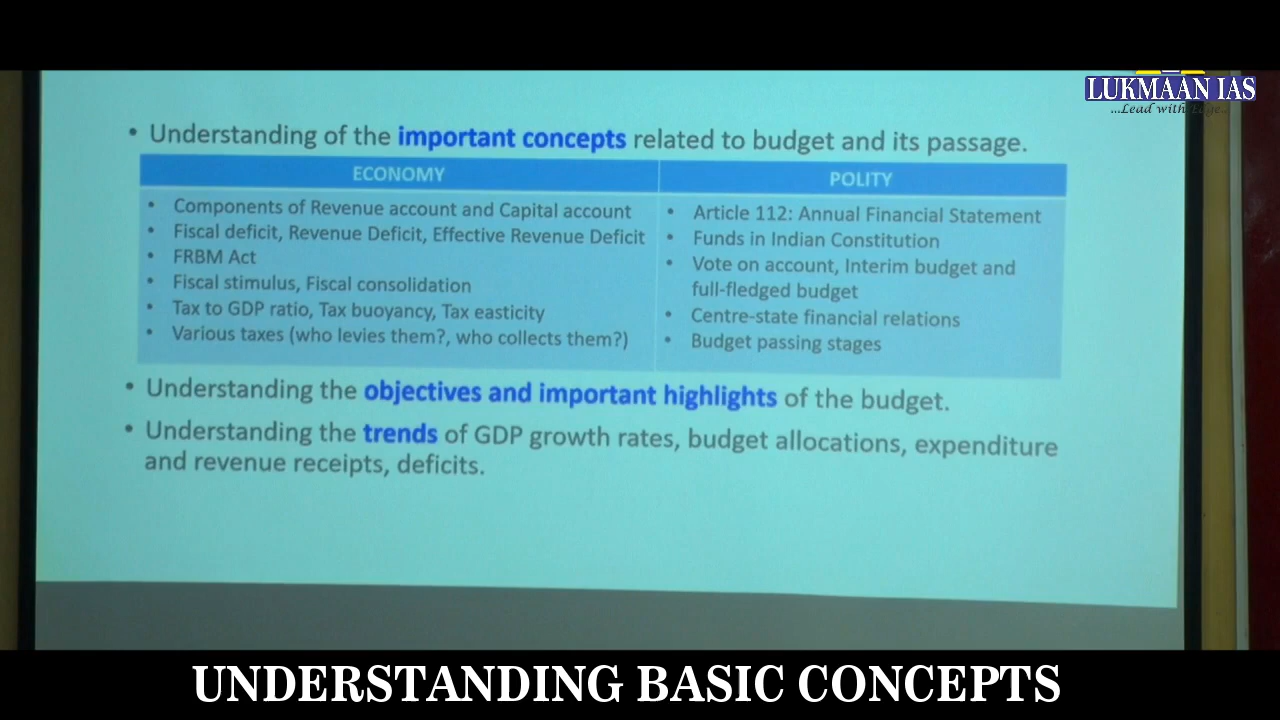 LUKMAAN IAS
...Lead with Edge..
• Understanding of the important concepts related to budget and its passage.
ECONOMY
• Components of Revenue account and Capital account
• Fiscal deficit, Revenue Deficit, Effective Revenue Deficit
• FRBM Act
• Fiscal stimulus, Fiscal consolidation
• Tax to GDP ratio, Tax buoyancy, Tax easticity
• Various taxes (who levies them?, who collects them?)
POLITY
• Article 112: Annual Financial Statement
• Funds in Indian Constitution
• Vote on account, Interim budget and
full-fledged budget
• Centre-state financial relations
• Budget passing stages
• Understanding the objectives and important highlights of the budget.
• Understanding the trends of GDP growth rates, budget allocations, expenditure
and revenue receipts, deficits.
UNDERSTANDING BASIC CONCEPTS